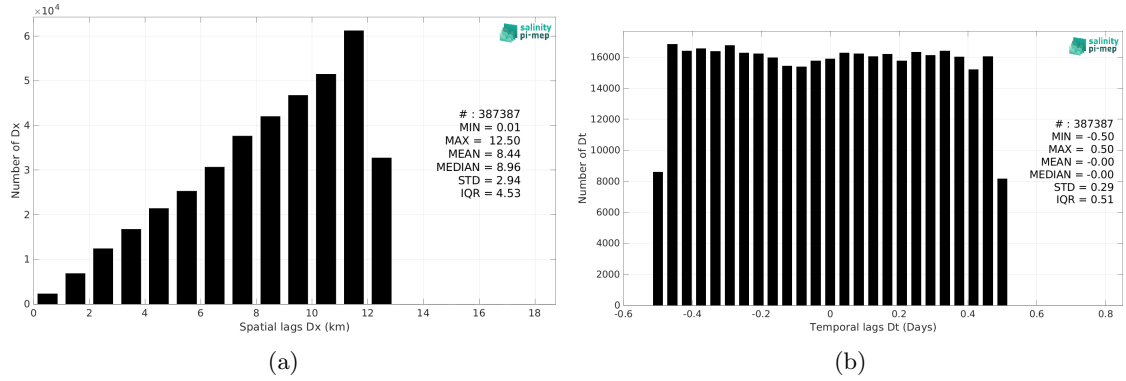 ×10⁴
6
5
4
3
2
1
0
Number of Dx
0 2 4 6 8 10 12 14 16 18
Spatial lags Dx (km)
salinity
pi-mep
# : 387387
MIN = 0.01
MAX = 12.50
MEAN = 8.44
MEDIAN = 8.96
STD = 2.94
IQR = 4.53
(a)
16000
14000
12000
10000
8000
6000
4000
2000
0
Number of Dt
-0.6 -0.4 -0.2 0 0.2 0.4 0.6 0.8
Temporal lags Dt (Days)
salinity
pi-mep
# : 387387
MIN = -0.50
MAX = 0.50
MEAN = -0.00
MEDIAN = -0.00
STD = 0.29
IQR = 0.51
(b)